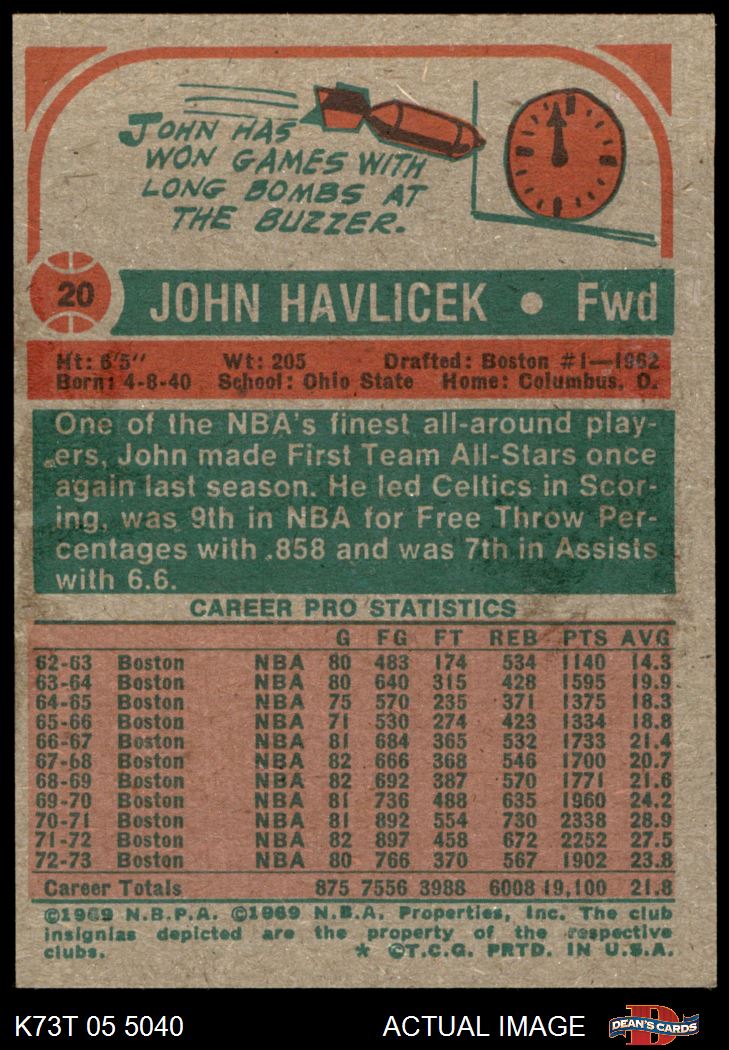 JOHN HAS
WON GAMES WITH
LONG BOMBS AT
THE BUZZER.
20 JOHN HAVLICEK • Fwd
Ht: 6'5" Wt: 205 Drafted: Boston #1—1962
Born: 4-8-40 School: Ohio State Home: Columbus, O.
One of the NBA's finest all-around play-
ers, John made First Team All-Stars once
again last season. He led Celtics in Scor-
ing, was 9th in NBA for Free Throw Per-
centages with .858 and was 7th in Assists
with 6.6.
CAREER PRO STATISTICS
G FG FT REB PTS AVG
62-63 Boston NBA 80 483 174 534 1140 14.3
63-64 Boston NBA 80 640 315 428 1595 19.9
64-65 Boston NBA 75 570 235 371 1375 18.3
65-66 Boston NBA 71 530 274 423 1334 18.8
66-67 Boston NBA 81 684 365 532 1733 21.4
67-68 Boston NBA 82 666 368 546 1700 20.7
68-69 Boston NBA 82 692 387 570 1771 21.6
69-70 Boston NBA 81 736 488 635 1960 24.2
70-71 Boston NBA 81 892 554 730 2338 28.9
71-72 Boston NBA 82 897 458 672 2252 27.5
72-73 Boston NBA 80 766 370 567 1902 23.8
Career Totals 875 7556 3988 6008 19,100 21.8
©1969 N.B.P.A. ©1969 N.B.A. Properties, Inc. The club
insignias depicted are the property of the respective
clubs. * ©T.C.G. PRTD. IN U.S.A.
K73T 05 5040 ACTUAL IMAGE DEAN'S CARDS